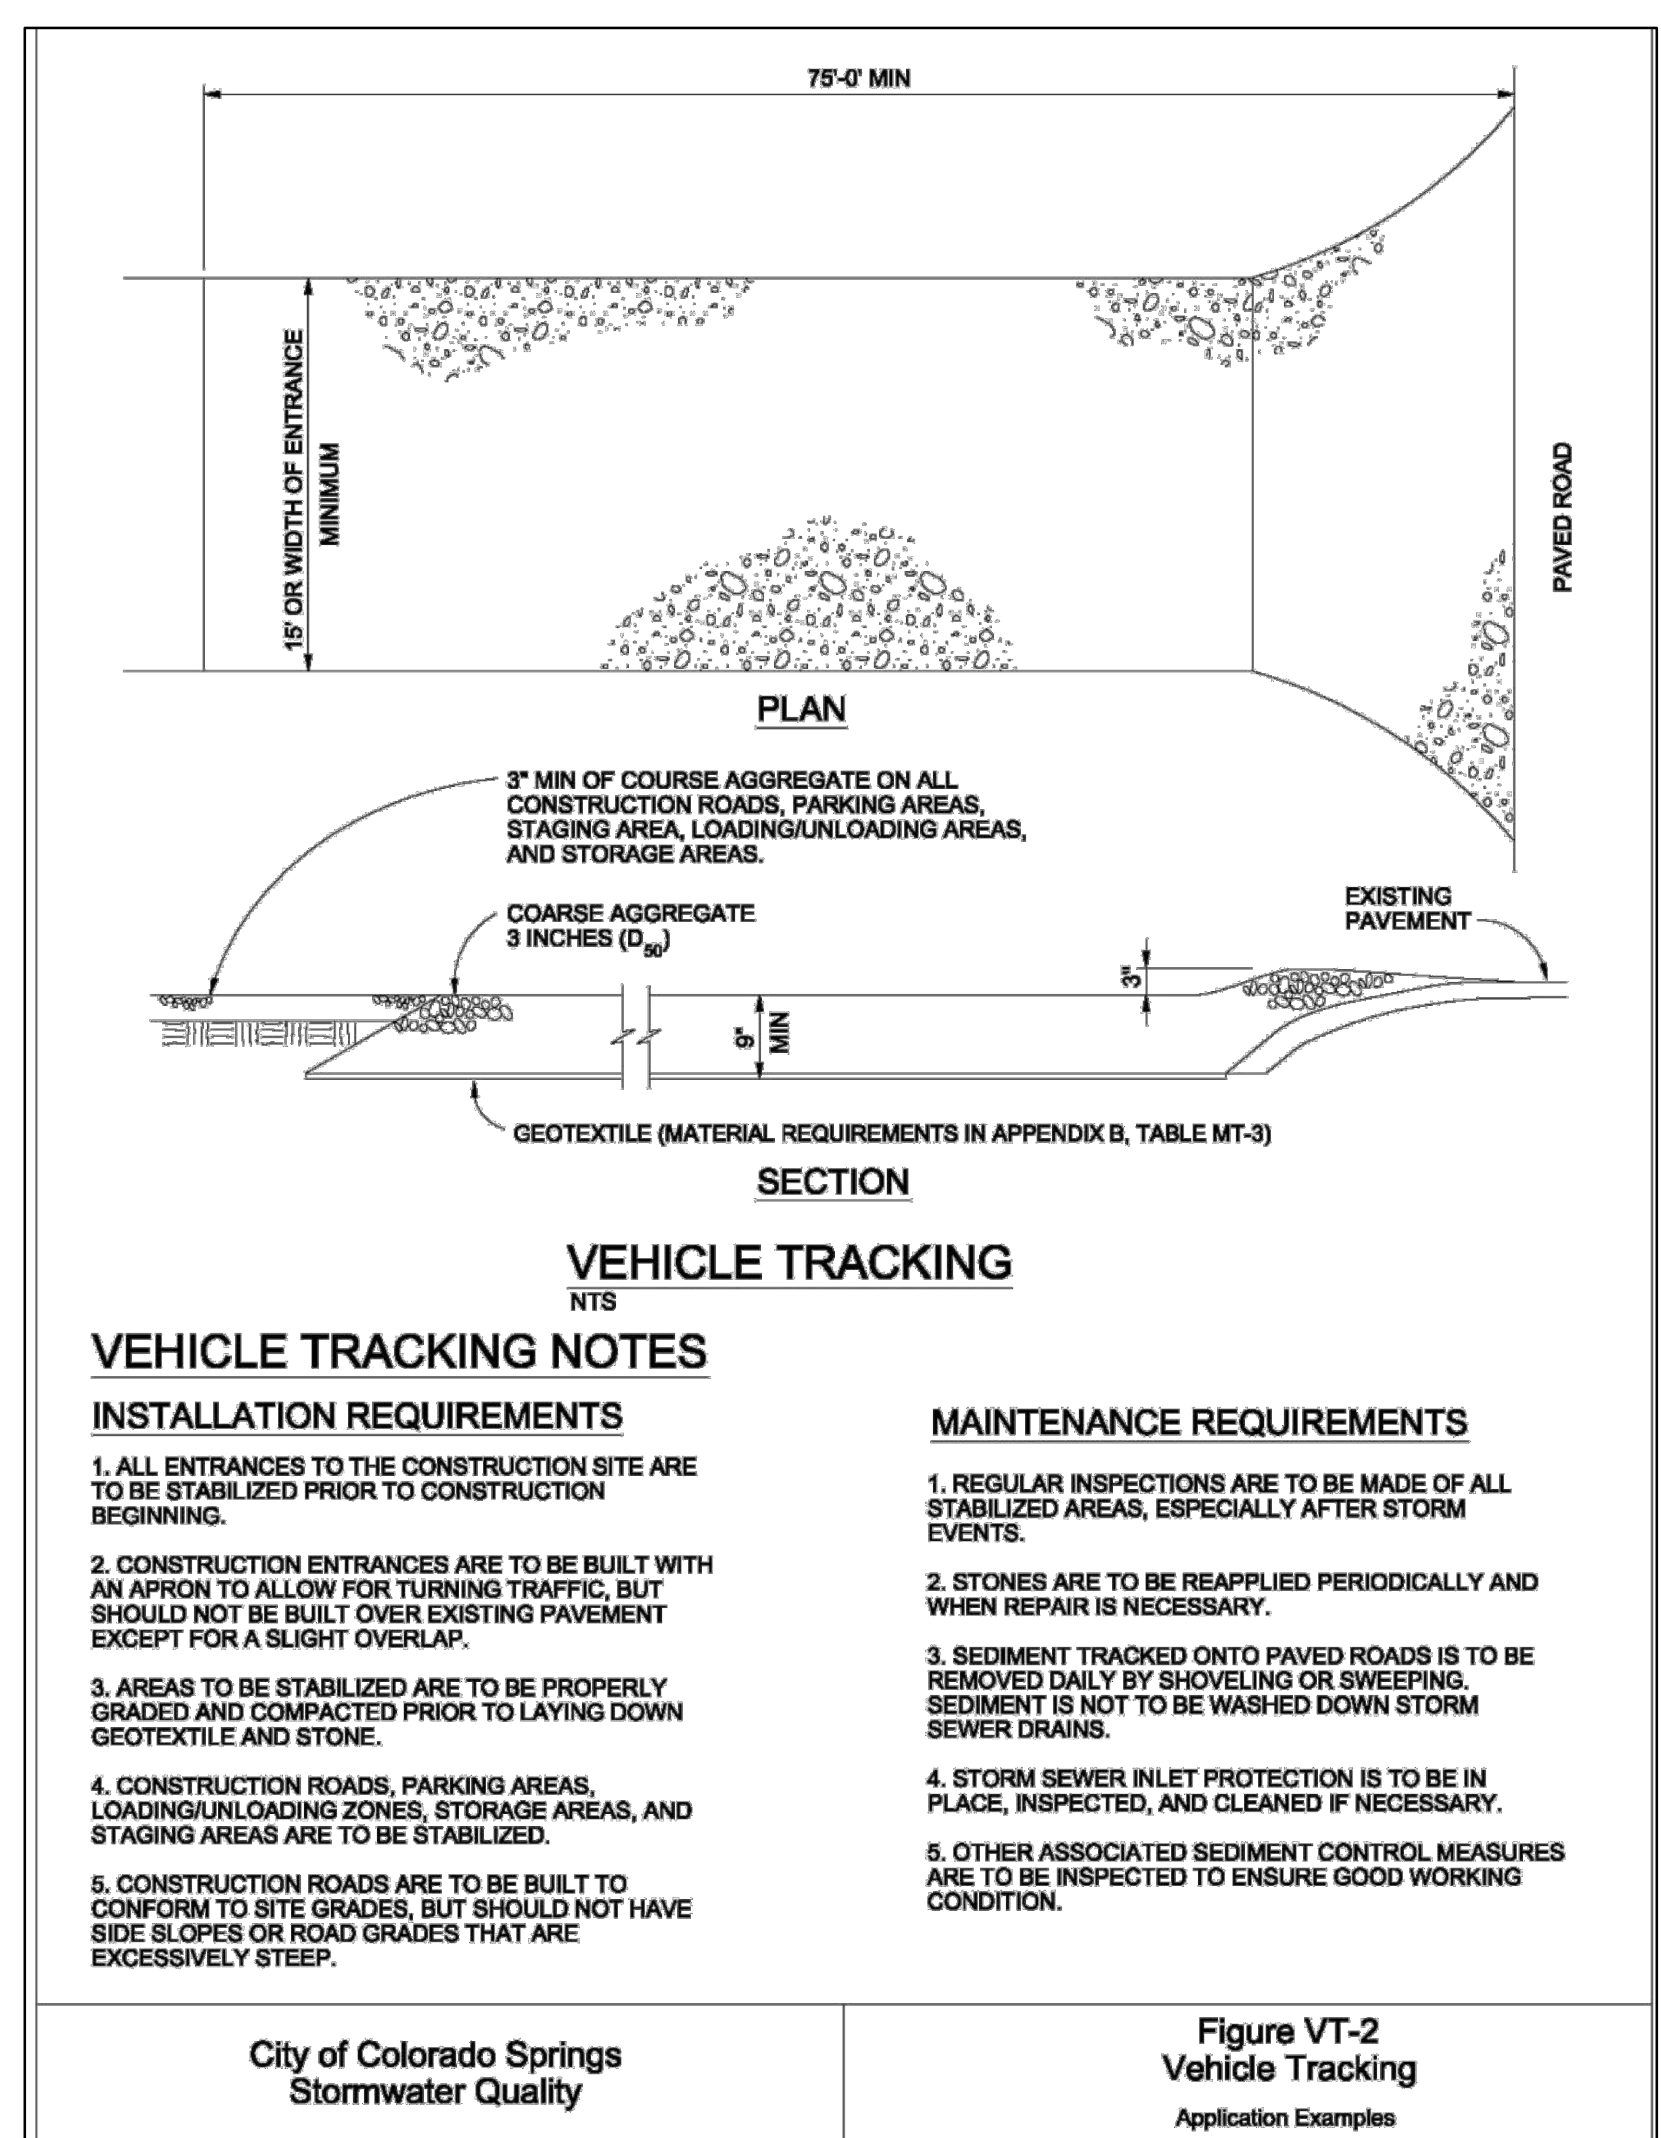 75'-0' MIN
15' OR WIDTH OF ENTRANCE
MINIMUM
PAVED ROAD
PLAN
3" MIN OF COURSE AGGREGATE ON ALL
CONSTRUCTION ROADS, PARKING AREAS,
STAGING AREA, LOADING/UNLOADING AREAS,
AND STORAGE AREAS.
COARSE AGGREGATE
3 INCHES (D50)
EXISTING
PAVEMENT
3"
9"
MIN
GEOTEXTILE (MATERIAL REQUIREMENTS IN APPENDIX B, TABLE MT-3)
SECTION
VEHICLE TRACKING
NTS
VEHICLE TRACKING NOTES
INSTALLATION REQUIREMENTS
1. ALL ENTRANCES TO THE CONSTRUCTION SITE ARE
TO BE STABILIZED PRIOR TO CONSTRUCTION
BEGINNING.
2. CONSTRUCTION ENTRANCES ARE TO BE BUILT WITH
AN APRON TO ALLOW FOR TURNING TRAFFIC, BUT
SHOULD NOT BE BUILT OVER EXISTING PAVEMENT
EXCEPT FOR A SLIGHT OVERLAP.
3. AREAS TO BE STABILIZED ARE TO BE PROPERLY
GRADED AND COMPACTED PRIOR TO LAYING DOWN
GEOTEXTILE AND STONE.
4. CONSTRUCTION ROADS, PARKING AREAS,
LOADING/UNLOADING ZONES, STORAGE AREAS, AND
STAGING AREAS ARE TO BE STABILIZED.
5. CONSTRUCTION ROADS ARE TO BE BUILT TO
CONFORM TO SITE GRADES, BUT SHOULD NOT HAVE
SIDE SLOPES OR ROAD GRADES THAT ARE
EXCESSIVELY STEEP.
MAINTENANCE REQUIREMENTS
1. REGULAR INSPECTIONS ARE TO BE MADE OF ALL
STABILIZED AREAS, ESPECIALLY AFTER STORM
EVENTS.
2. STONES ARE TO BE REAPPLIED PERIODICALLY AND
WHEN REPAIR IS NECESSARY.
3. SEDIMENT TRACKED ONTO PAVED ROADS IS TO BE
REMOVED DAILY BY SHOVELING OR SWEEPING.
SEDIMENT IS NOT TO BE WASHED DOWN STORM
SEWER DRAINS.
4. STORM SEWER INLET PROTECTION IS TO BE IN
PLACE, INSPECTED, AND CLEANED IF NECESSARY.
5. OTHER ASSOCIATED SEDIMENT CONTROL MEASURES
ARE TO BE INSPECTED TO ENSURE GOOD WORKING
CONDITION.
City of Colorado Springs
Stormwater Quality
Figure VT-2
Vehicle Tracking
Application Examples